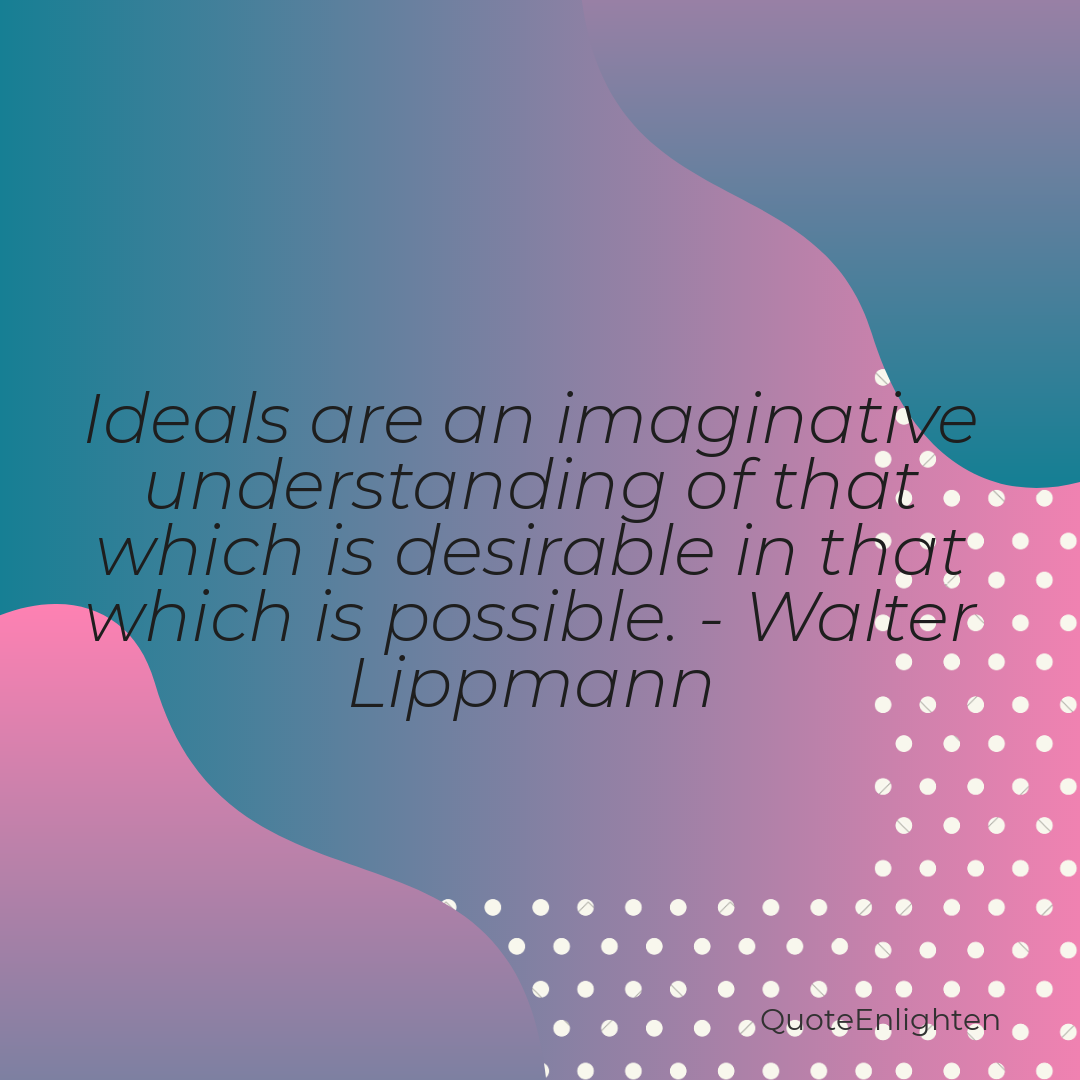 Ideals are an imaginative
understanding of that
which is desirable in that
which is possible. - Walter
Lippmann
QuoteEnlighten